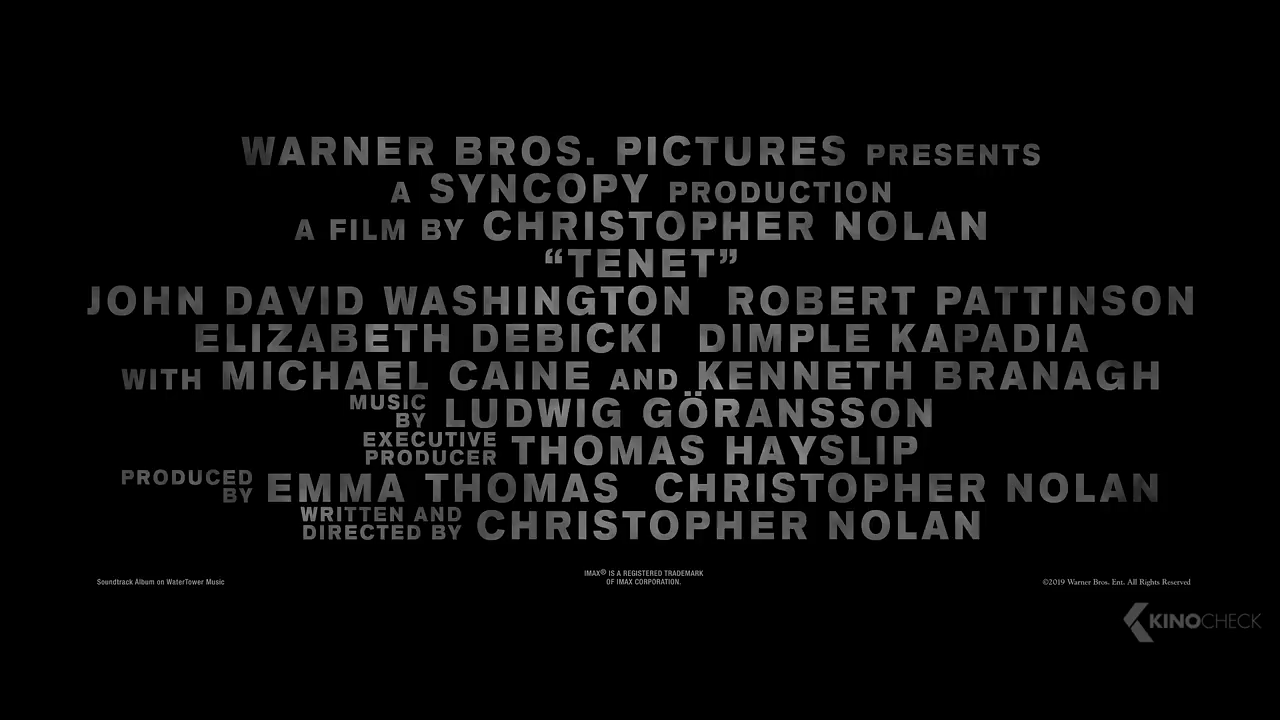 WARNER BROS. PICTURES PRESENTS
A SYNCOPY PRODUCTION
A FILM BY CHRISTOPHER NOLAN
“TENET”
JOHN DAVID WASHINGTON ROBERT PATTINSON
ELIZABETH DEBICKI DIMPLE KAPADIA
WITH MICHAEL CAINE AND KENNETH BRANAGH
MUSIC BY LUDWIG GÖRANSSON
EXECUTIVE PRODUCER THOMAS HAYSLIP
PRODUCED BY EMMA THOMAS CHRISTOPHER NOLAN
WRITTEN AND DIRECTED BY CHRISTOPHER NOLAN
Soundtrack Album on WaterTower Music
IMAX® IS A REGISTERED TRADEMARK
OF IMAX CORPORATION.
©2019 Warner Bros. Ent. All Rights Reserved
KINOCHECK